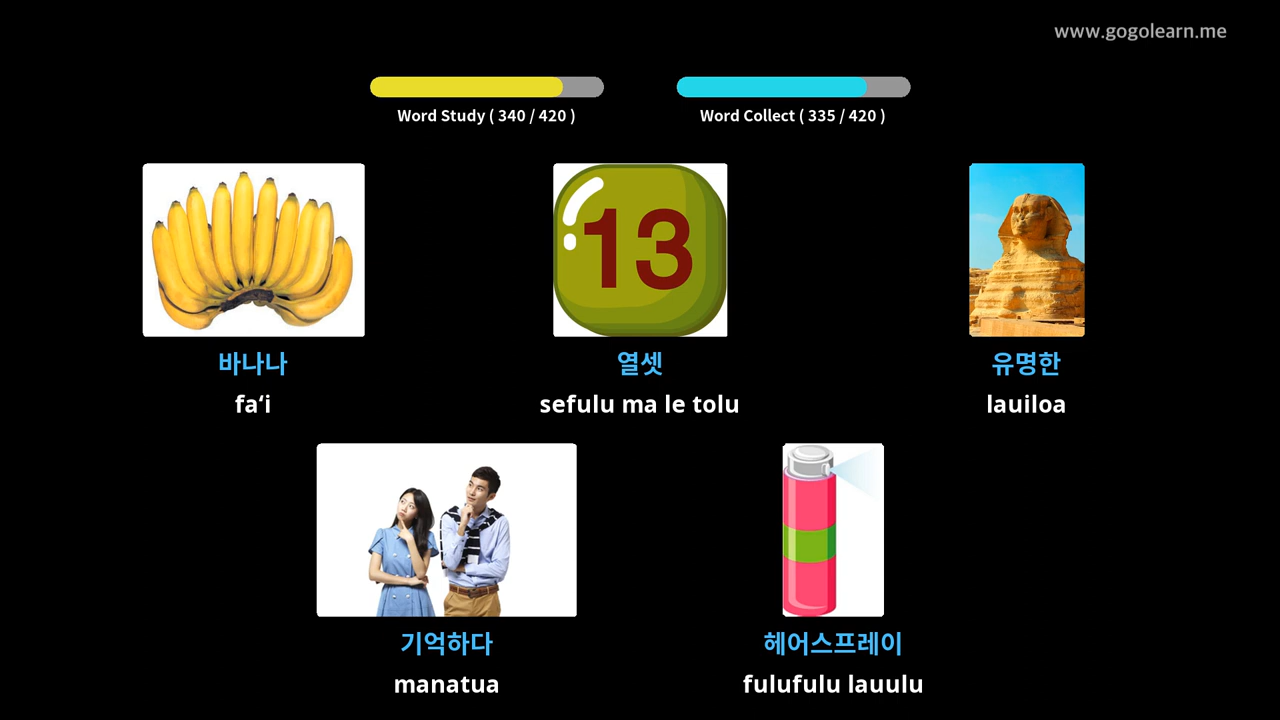 www.gogolearn.me
Word Study ( 340 / 420 )
Word Collect ( 335 / 420 )
13
바나나
faʻi
열셋
sefulu ma le tolu
유명한
lauiloa
기억하다
manatua
헤어스프레이
fulufulu lauulu